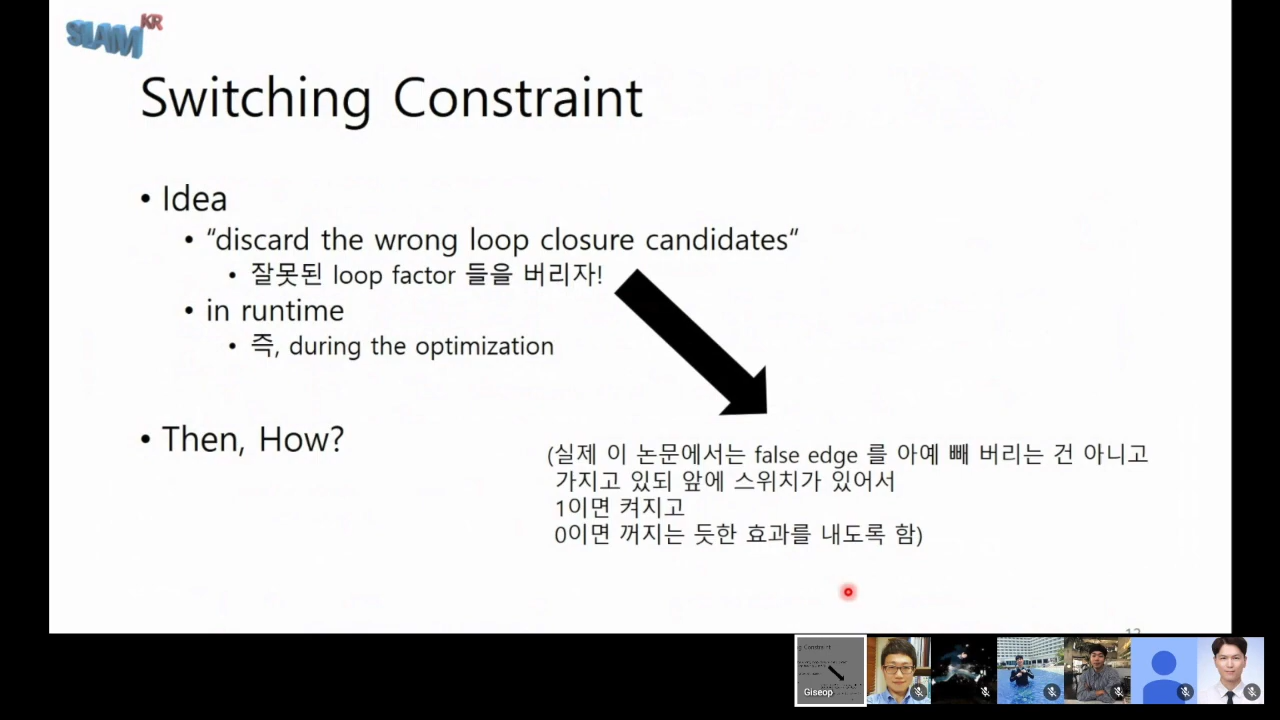 SLAM KR
Switching Constraint
• Idea
• “discard the wrong loop closure candidates“
• 잘못된 loop factor 들을 버리자!
• in runtime
• 즉, during the optimization
• Then, How?
(실제 이 논문에서는 false edge 를 아예 빼 버리는 건 아니고
가지고 있되 앞에 스위치가 있어서
1이면 켜지고
0이면 꺼지는 듯한 효과를 내도록 함)
Giseop